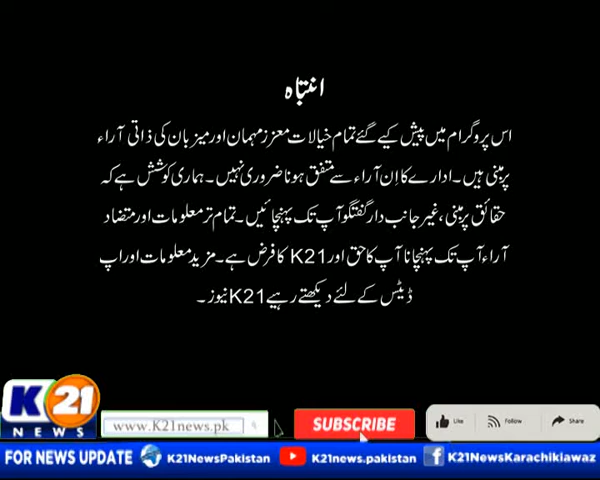 انتباہ
اس پروگرام میں پیش کیے گئے تمام خیالات معزز مہمان اور میزبان کی ذاتی آراء
پر مبنی ہیں۔ ادارے کا اِن آراء سے متفق ہونا ضروری نہیں۔ ہماری کوشش ہے کہ
حقائق پر مبنی، غیر جانب دار گفتگو آپ تک پہنچائیں۔ تمام تر معلومات اور متضاد
آراء آپ تک پہنچانا آپ کا حق اور K21 کا فرض ہے۔ مزید معلومات اور اپ
ڈیٹس کے لئے دیکھتے رہیے K21 نیوز۔
K21
NEWS
www.K21news.pk
SUBSCRIBE
Like
Follow
Share
FOR NEWS UPDATE
K21NewsPakistan
K21news.pakistan
K21NewsKarachikiawaz